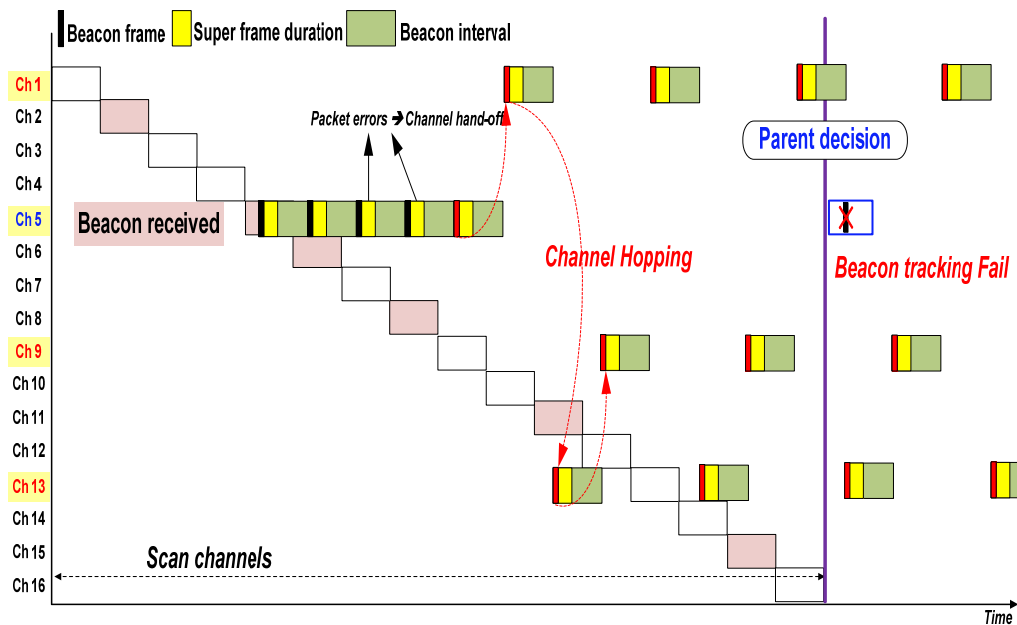 Beacon frame Super frame duration Beacon interval
Ch 1
Ch 2
Packet errors ➔ Channel hand-off
Ch 3
Parent decision
Ch 4
Ch 5
Beacon received
Ch 6
Channel Hopping
Beacon tracking Fail
Ch 7
Ch 8
Ch 9
Ch 10
Ch 11
Ch 12
Ch 13
Ch 14
Ch 15
Scan channels
Ch 16
Time